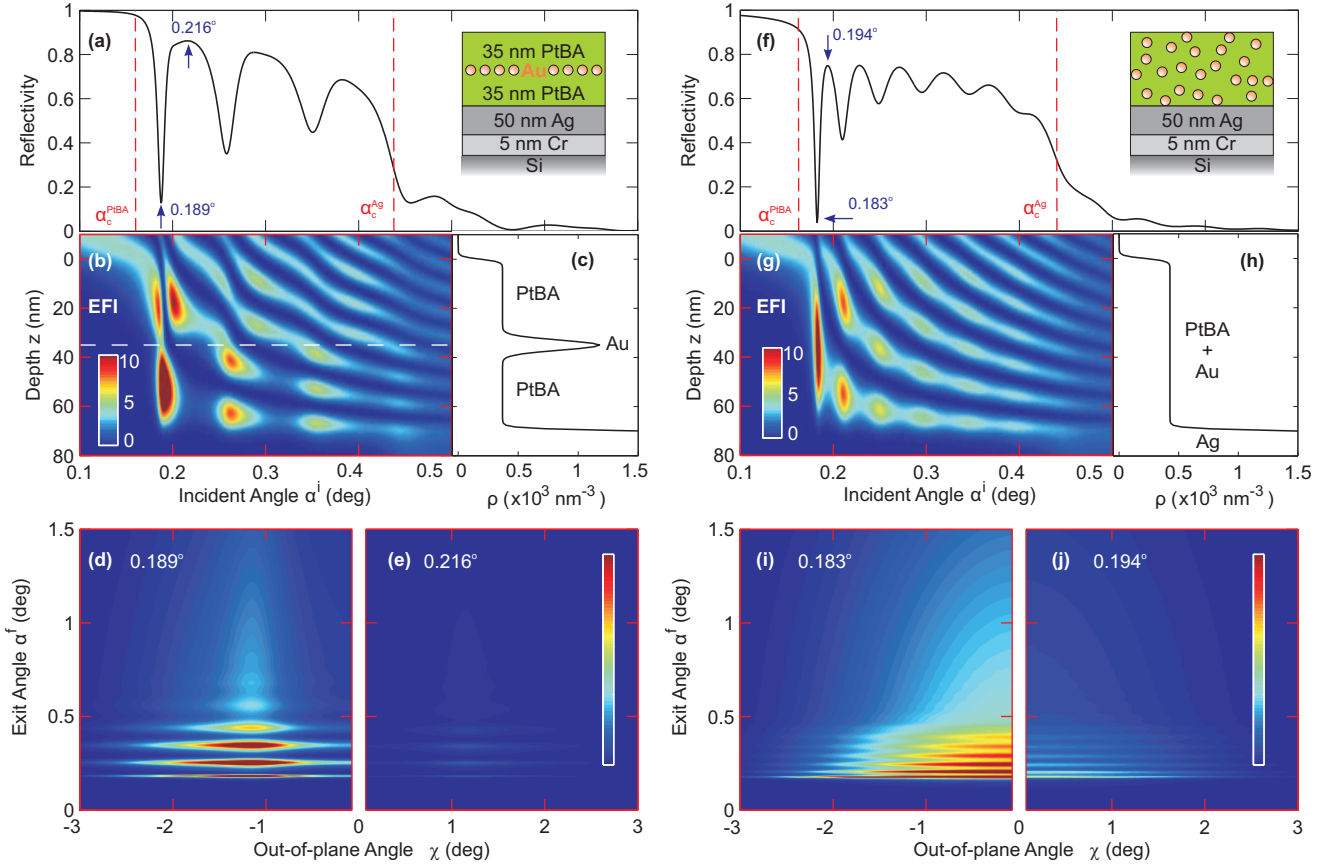 (a)
0.216°
35 nm PtBA
Au
35 nm PtBA
50 nm Ag
5 nm Cr
Si
αc^PtBA
0.189°
αc^Ag
Reflectivity
1
0.8
0.6
0.4
0.2
0
(b)
EFI
10
5
0
Depth z (nm)
0
20
40
60
80
0.1
0.2
0.3
0.4
0.5
Incident Angle α^i (deg)
(c)
PtBA
Au
PtBA
0
0.5
1
1.5
ρ (x10^3 nm-3)
(d)
0.189°
(e)
0.216°
Exit Angle α^f (deg)
1.5
1
0.5
0
-3
-2
-1
0
1
2
3
Out-of-plane Angle χ (deg)
(f)
0.194°
50 nm Ag
5 nm Cr
Si
αc^PtBA
0.183°
αc^Ag
Reflectivity
1
0.8
0.6
0.4
0.2
0
(g)
EFI
10
5
0
Depth z (nm)
0
20
40
60
80
0.1
0.2
0.3
0.4
0.5
Incident Angle α^i (deg)
(h)
PtBA
+
Au
Ag
0
0.5
1
1.5
ρ (x10^3 nm-3)
(i)
0.183°
(j)
0.194°
Exit Angle α^f (deg)
1.5
1
0.5
0
-3
-2
-1
0
1
2
3
Out-of-plane Angle χ (deg)